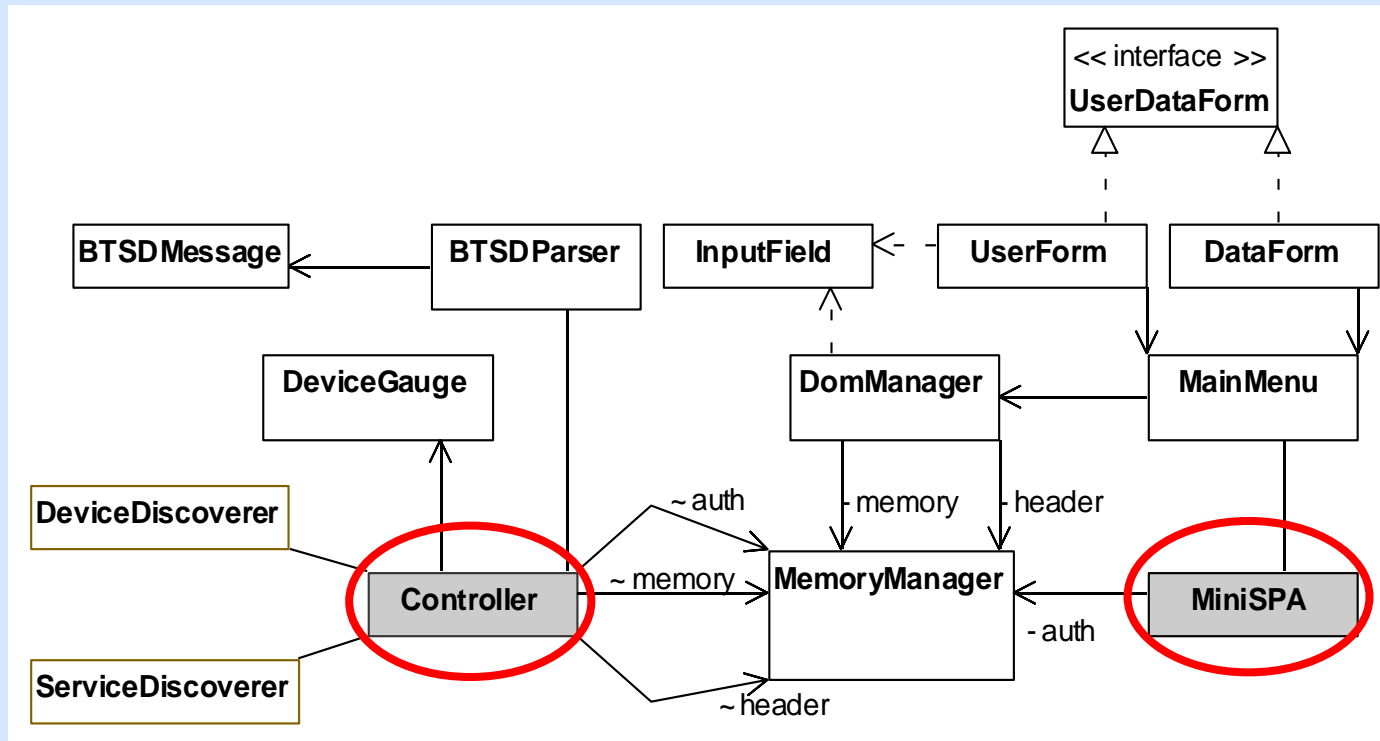 << interface >>
UserDataForm
BTSDMessage
BTSDParser
InputField
UserForm
DataForm
DeviceGauge
DomManager
MainMenu
DeviceDiscoverer
~ auth
- memory
- header
Controller
~ memory
MemoryManager
MiniSPA
- auth
ServiceDiscoverer
~ header